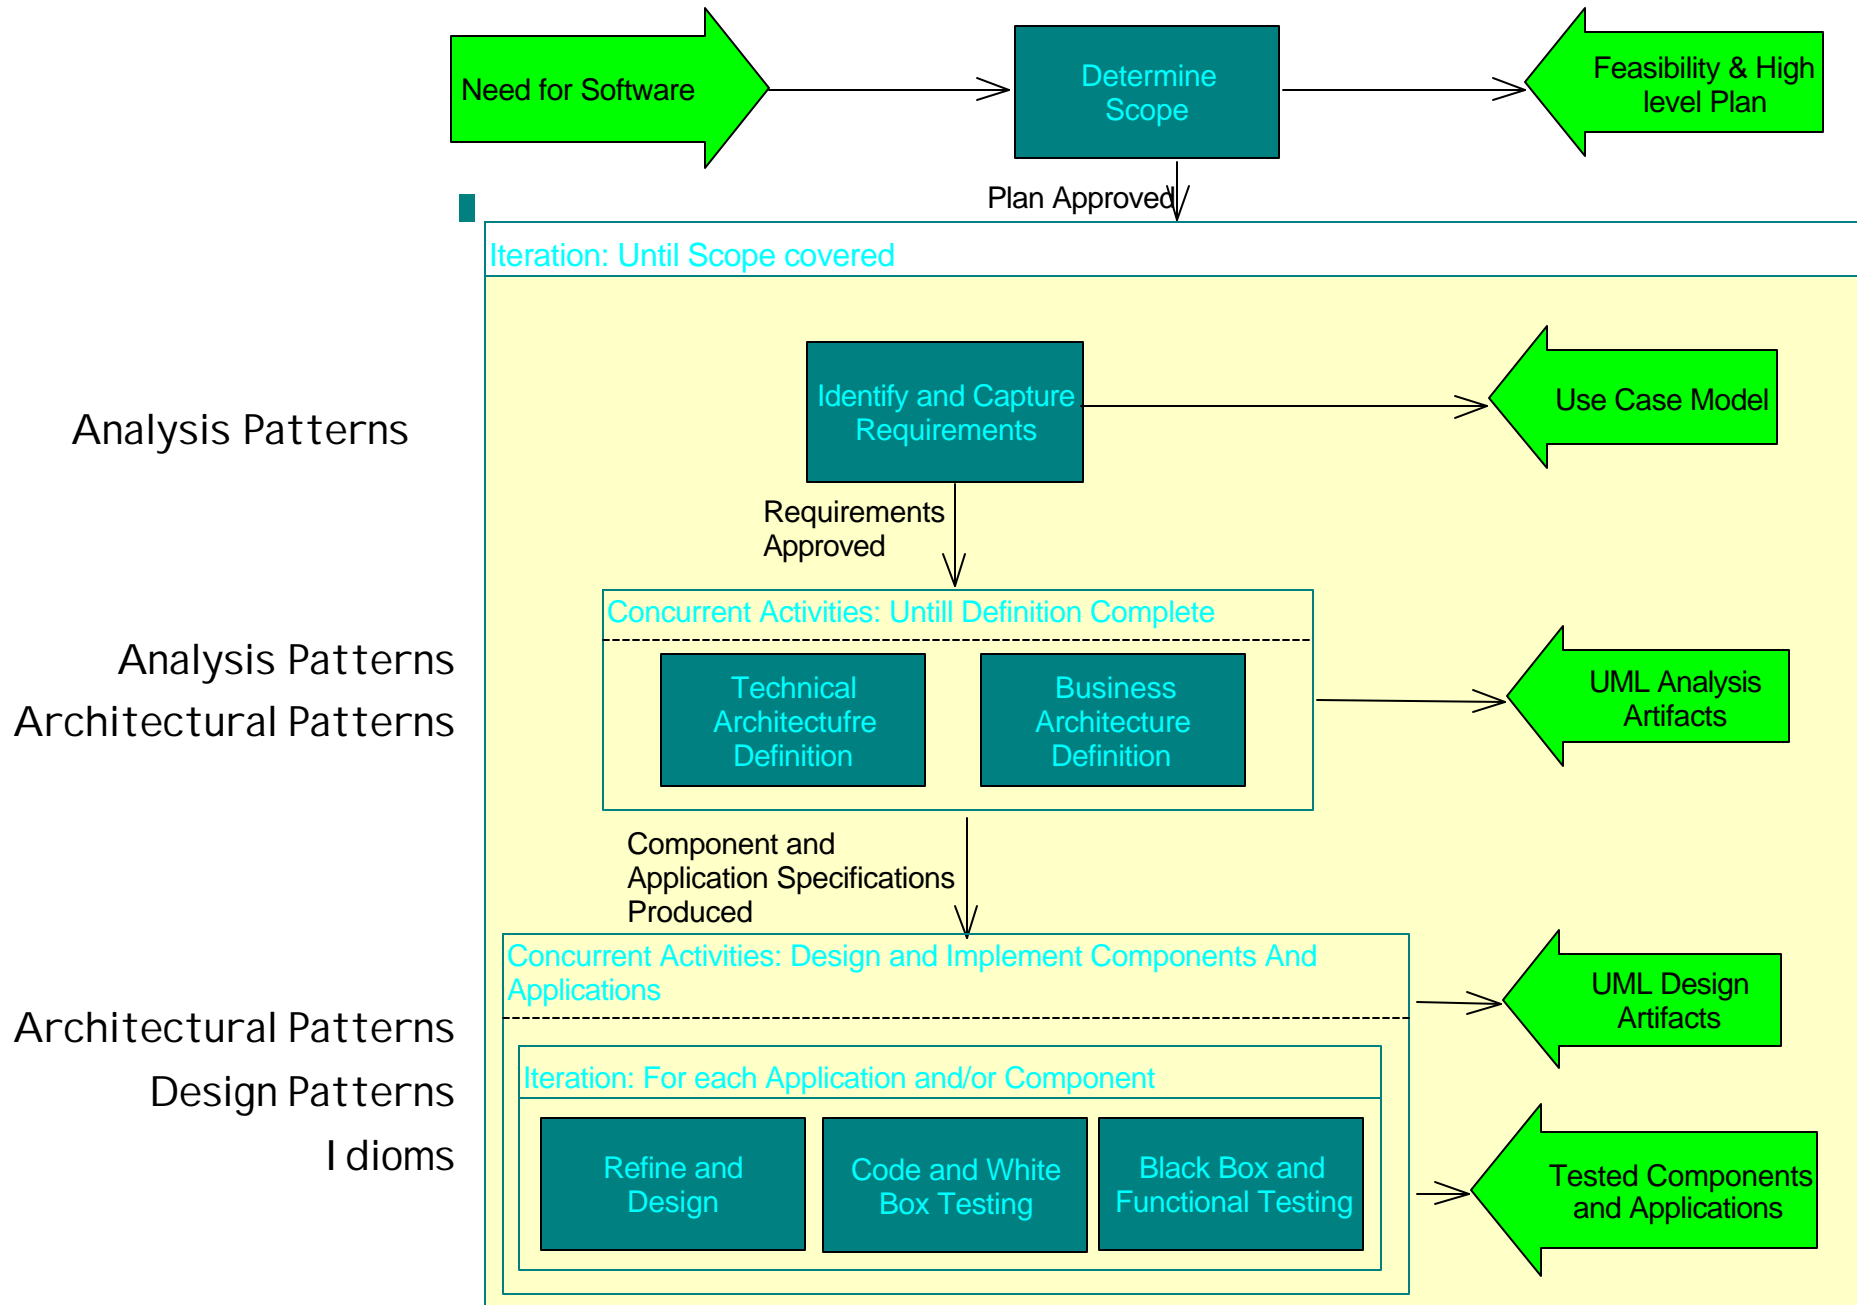 Need for Software
Determine
Scope
Feasibility & High
level Plan
Plan Approved
Iteration: Until Scope covered
Analysis Patterns
Identify and Capture
Requirements
Use Case Model
Requirements
Approved
Concurrent Activities: Untill Definition Complete
Analysis Patterns
Architectural Patterns
Technical
Architectufre
Definition
Business
Architecture
Definition
UML Analysis
Artifacts
Component and
Application Specifications
Produced
Concurrent Activities: Design and Implement Components And
Applications
UML Design
Artifacts
Architectural Patterns
Design Patterns
Idioms
Iteration: For each Application and/or Component
Refine and
Design
Code and White
Box Testing
Black Box and
Functional Testing
Tested Components
and Applications